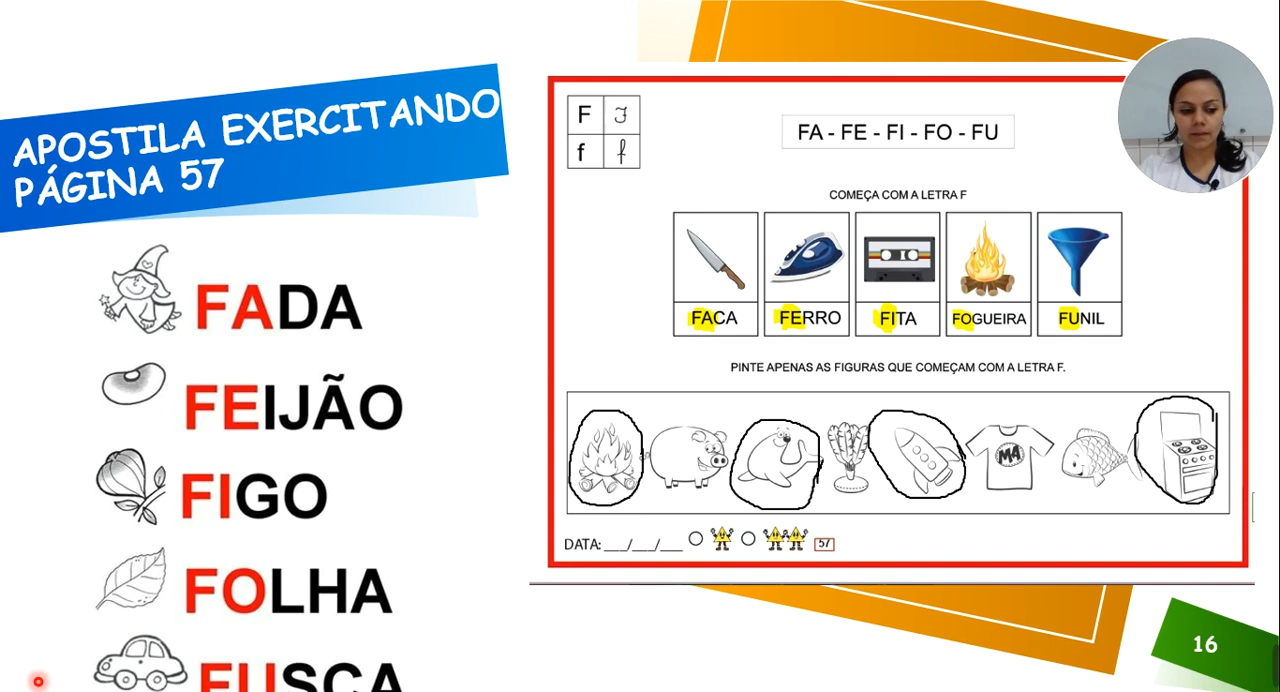 APOSTILA EXERCITANDO
PÁGINA 57
FADA
FEIJÃO
FIGO
FOLHA
FUSCA
F F
f f
FA - FE - FI - FO - FU
COMEÇA COM A LETRA F
FACA FERRO FITA FOGUEIRA FUNIL
PINTE APENAS AS FIGURAS QUE COMEÇAM COM A LETRA F.
MA
DATA: ___/___/___ 57
16